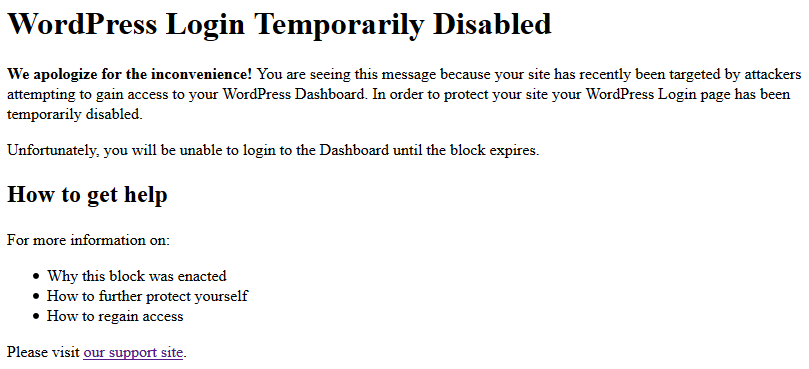 WordPress Login Temporarily Disabled
We apologize for the inconvenience! You are seeing this message because your site has recently been targeted by attackers
attempting to gain access to your WordPress Dashboard. In order to protect your site your WordPress Login page has been
temporarily disabled.
Unfortunately, you will be unable to login to the Dashboard until the block expires.
How to get help
For more information on:
• Why this block was enacted
• How to further protect yourself
• How to regain access
Please visit our support site.